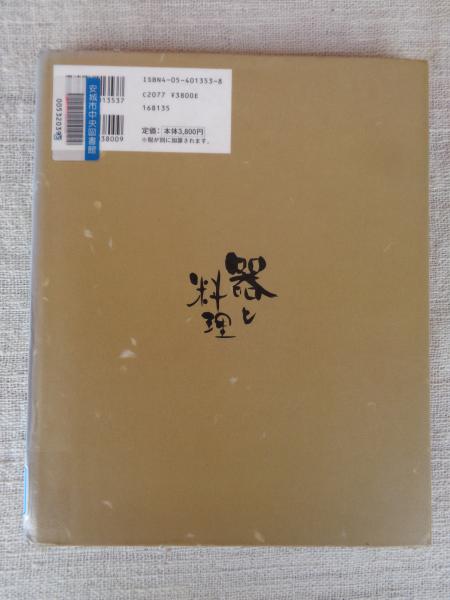 ISBN4-05-401353-8
C2077 ¥3800E
168135
定価：本体3,800円
※税が別に加算されます。
13537
38009
安城市中央図書館
器と
料理